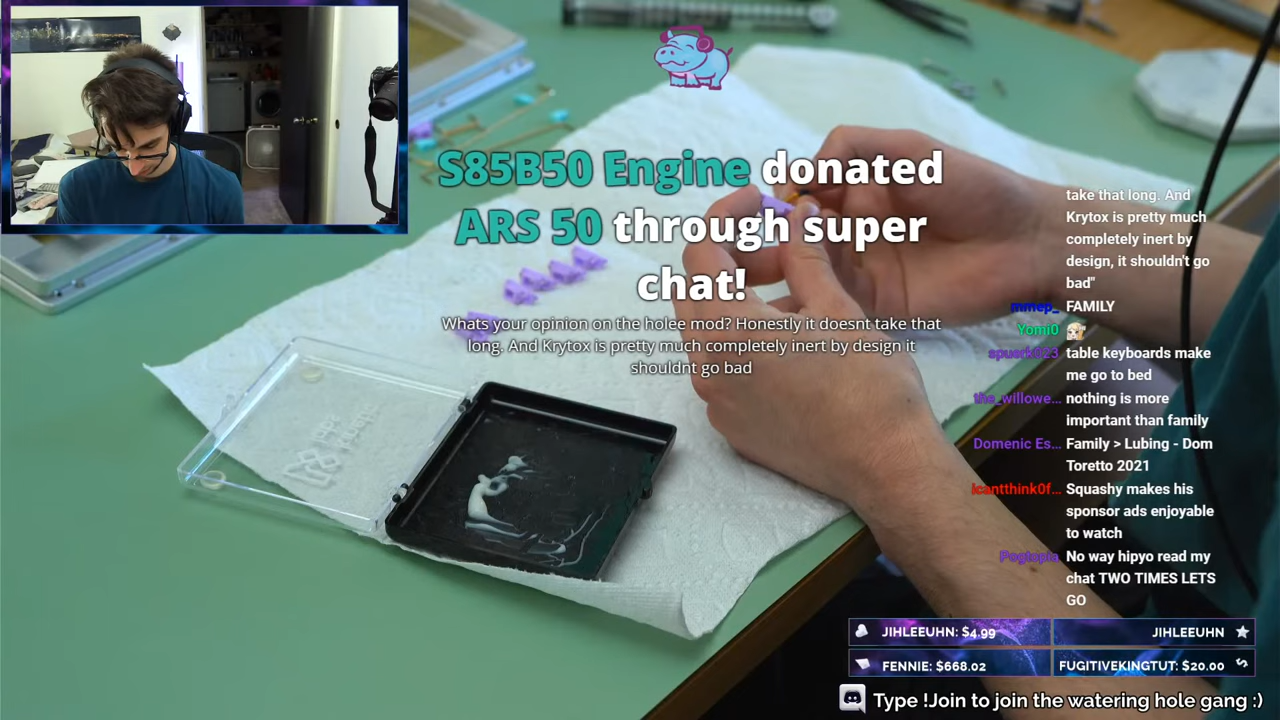 S85B50 Engine donated
ARS 50 through super
chat!
Whats your opinion on the holee mod? Honestly it doesnt take that
long. And Krytox is pretty much completely inert by design it
shouldnt go bad
take that long. And
Krytox is pretty much
completely inert by
design, it shouldn't go
bad"
mmep_ FAMILY
Yomi0
spuerk023 table keyboards make
me go to bed
the_willowe... nothing is more
important than family
Domenic Es... Family > Lubing - Dom
Toretto 2021
icantthink0f... Squashy makes his
sponsor ads enjoyable
to watch
Pogtopia No way hipyo read my
chat TWO TIMES LETS
GO
JIHLEEUHN: $4.99
JIHLEEUHN
FENNIE: $668.02
FUGITIVEKINGTUT: $20.00
Type !Join to join the watering hole gang :)